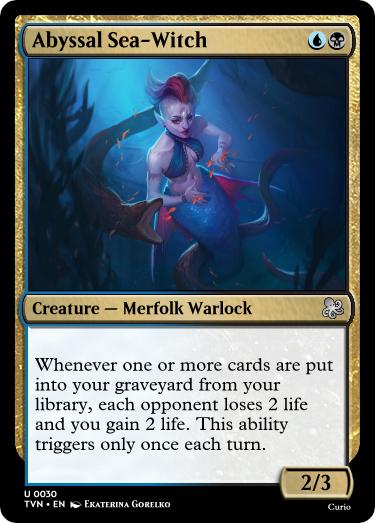 Abyssal Sea-Witch
Creature — Merfolk Warlock
Whenever one or more cards are put
into your graveyard from your
library, each opponent loses 2 life
and you gain 2 life. This ability
triggers only once each turn.
2/3
U 0030
TVN • EN Ekaterina Gorelko
Curio